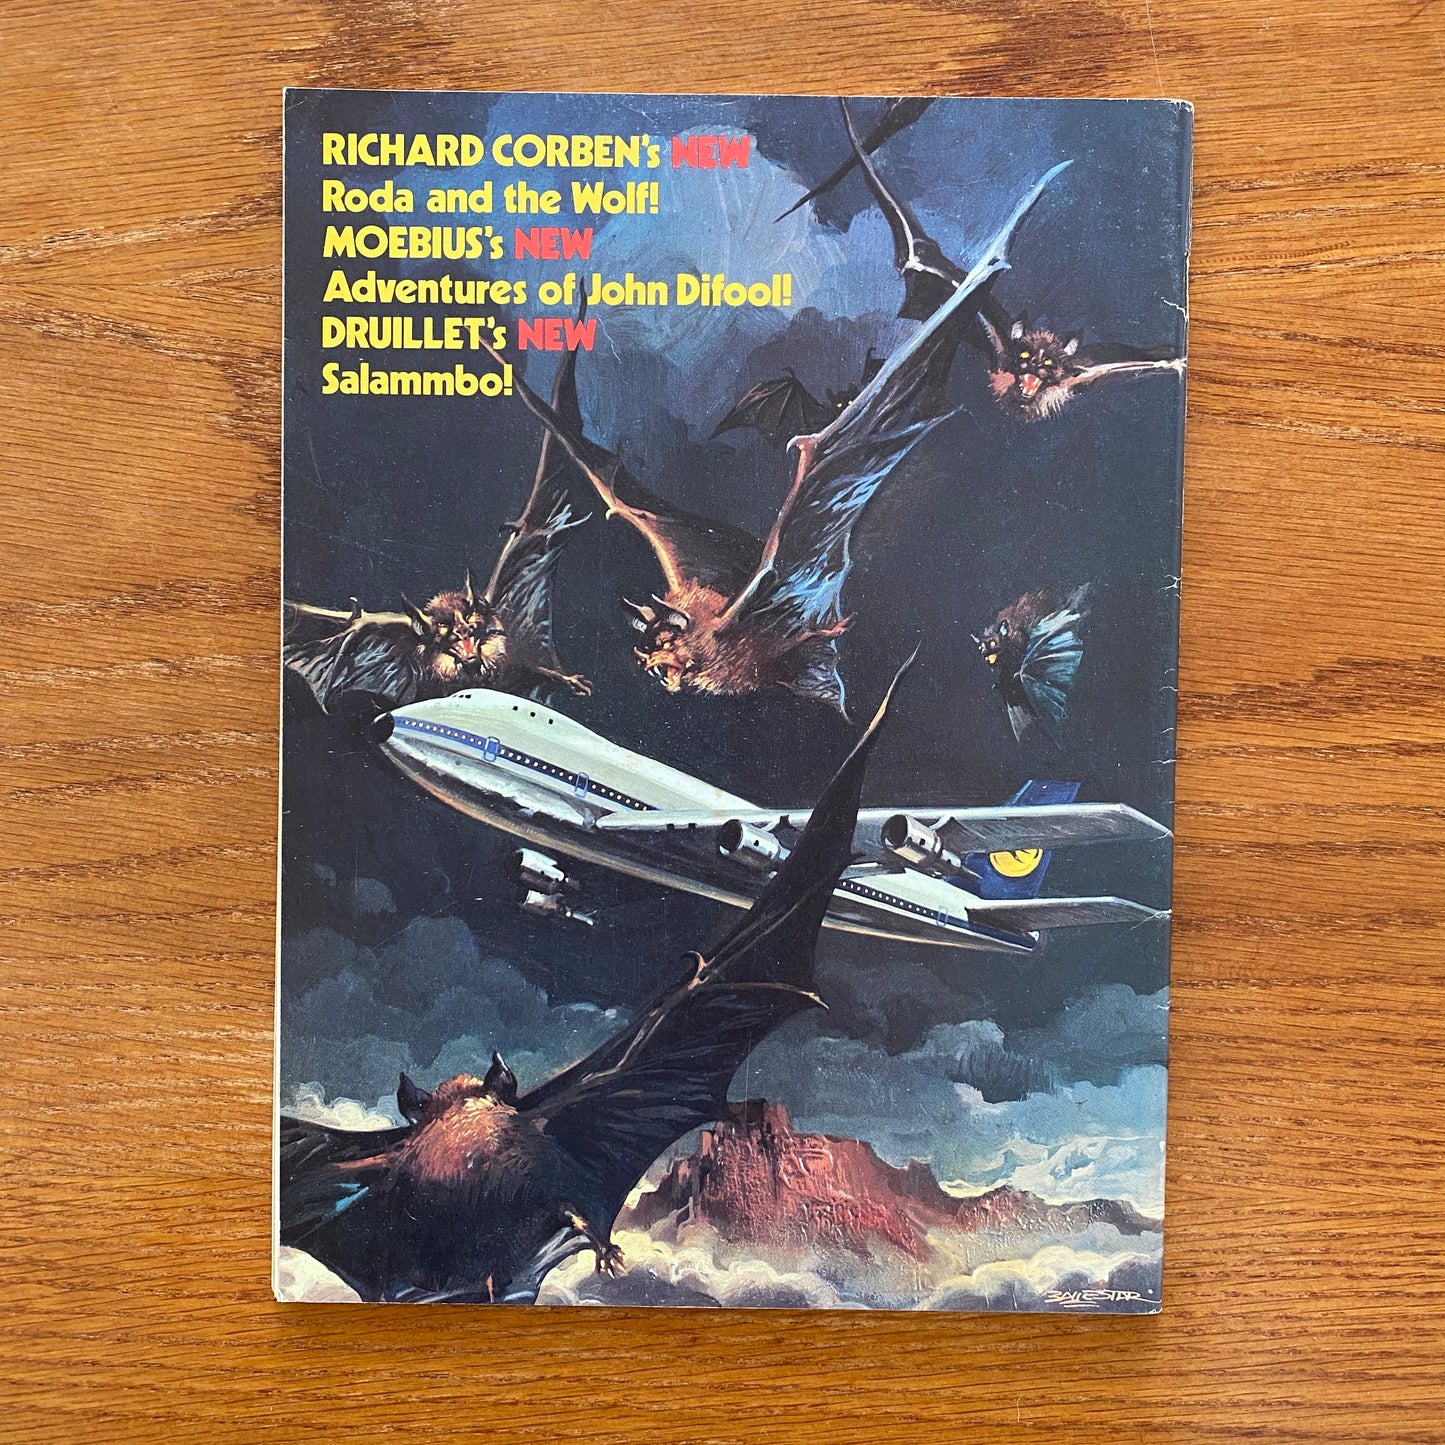 RICHARD CORBEN's NEW
Roda and the Wolf!
MOEBIUS's NEW
Adventures of John Difool!
DRUILLET's NEW
Salammbo!
BALLESTAR